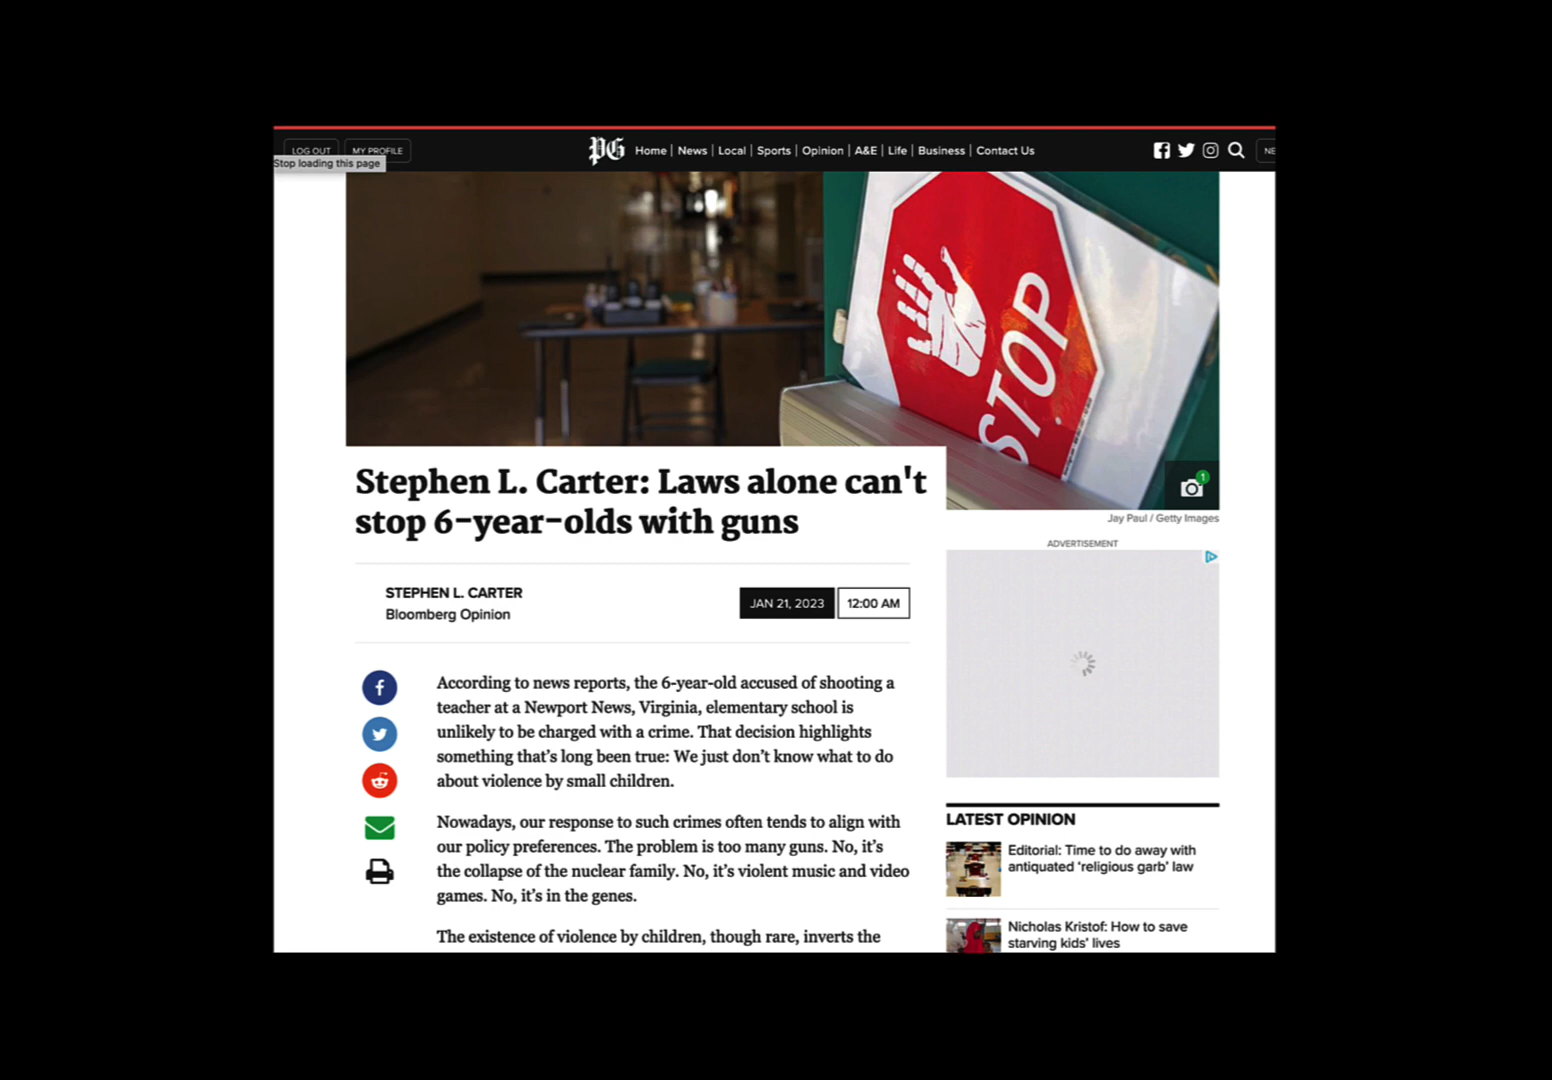 LOG OUT
MY PROFILE
Stop loading this page
PG
Home | News | Local | Sports | Opinion | A&E | Life | Business | Contact Us
NE
STOP
1
Jay Paul / Getty Images
Stephen L. Carter: Laws alone can't
stop 6-year-olds with guns
STEPHEN L. CARTER
Bloomberg Opinion
JAN 21, 2023
12:00 AM
According to news reports, the 6-year-old accused of shooting a
teacher at a Newport News, Virginia, elementary school is
unlikely to be charged with a crime. That decision highlights
something that’s long been true: We just don’t know what to do
about violence by small children.
Nowadays, our response to such crimes often tends to align with
our policy preferences. The problem is too many guns. No, it’s
the collapse of the nuclear family. No, it’s violent music and video
games. No, it’s in the genes.
The existence of violence by children, though rare, inverts the
ADVERTISEMENT
LATEST OPINION
Editorial: Time to do away with
antiquated ‘religious garb’ law
Nicholas Kristof: How to save
starving kids’ lives